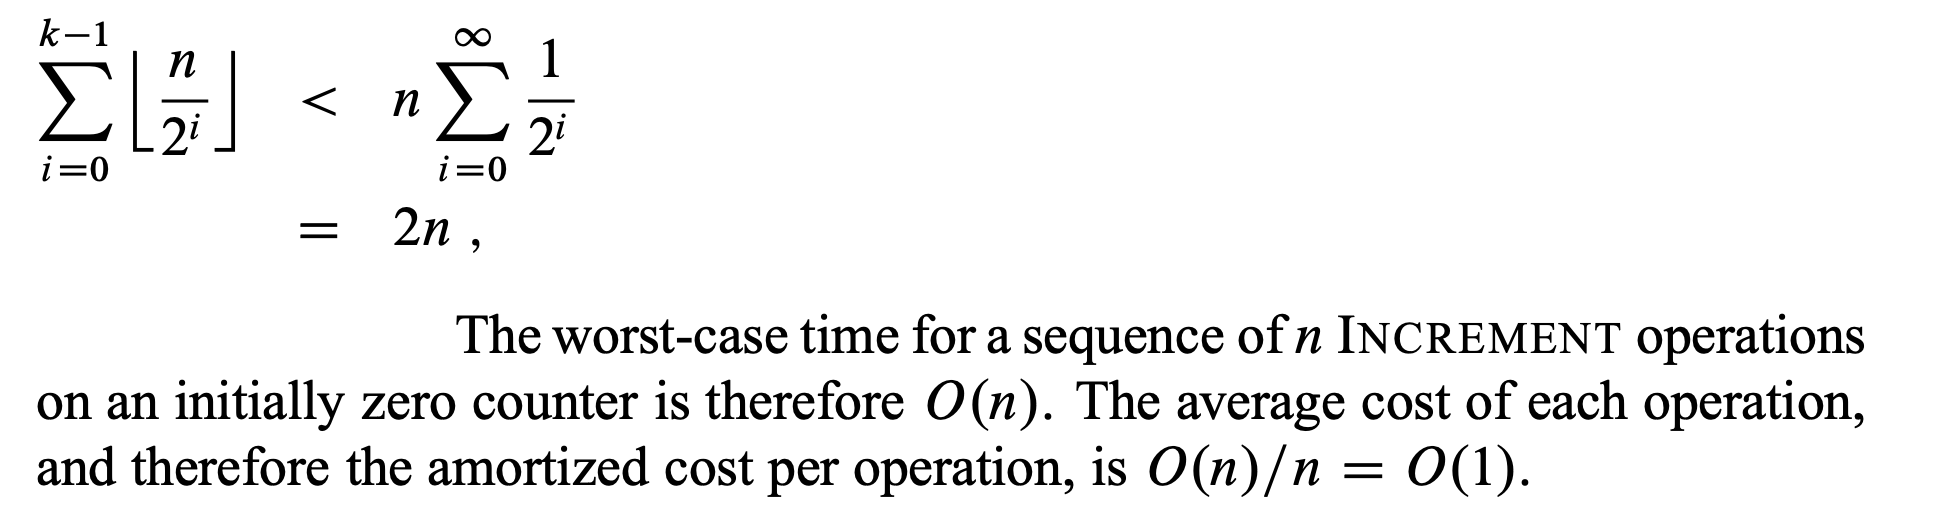 \sum_{i=0}^{k-1} \left\lfloor \frac{n}{2^i} \right\rfloor < n \sum_{i=0}^{\infty} \frac{1}{2^i}
= 2n ,
The worst-case time for a sequence of n INCREMENT operations
on an initially zero counter is therefore O(n). The average cost of each operation,
and therefore the amortized cost per operation, is O(n)/n = O(1).